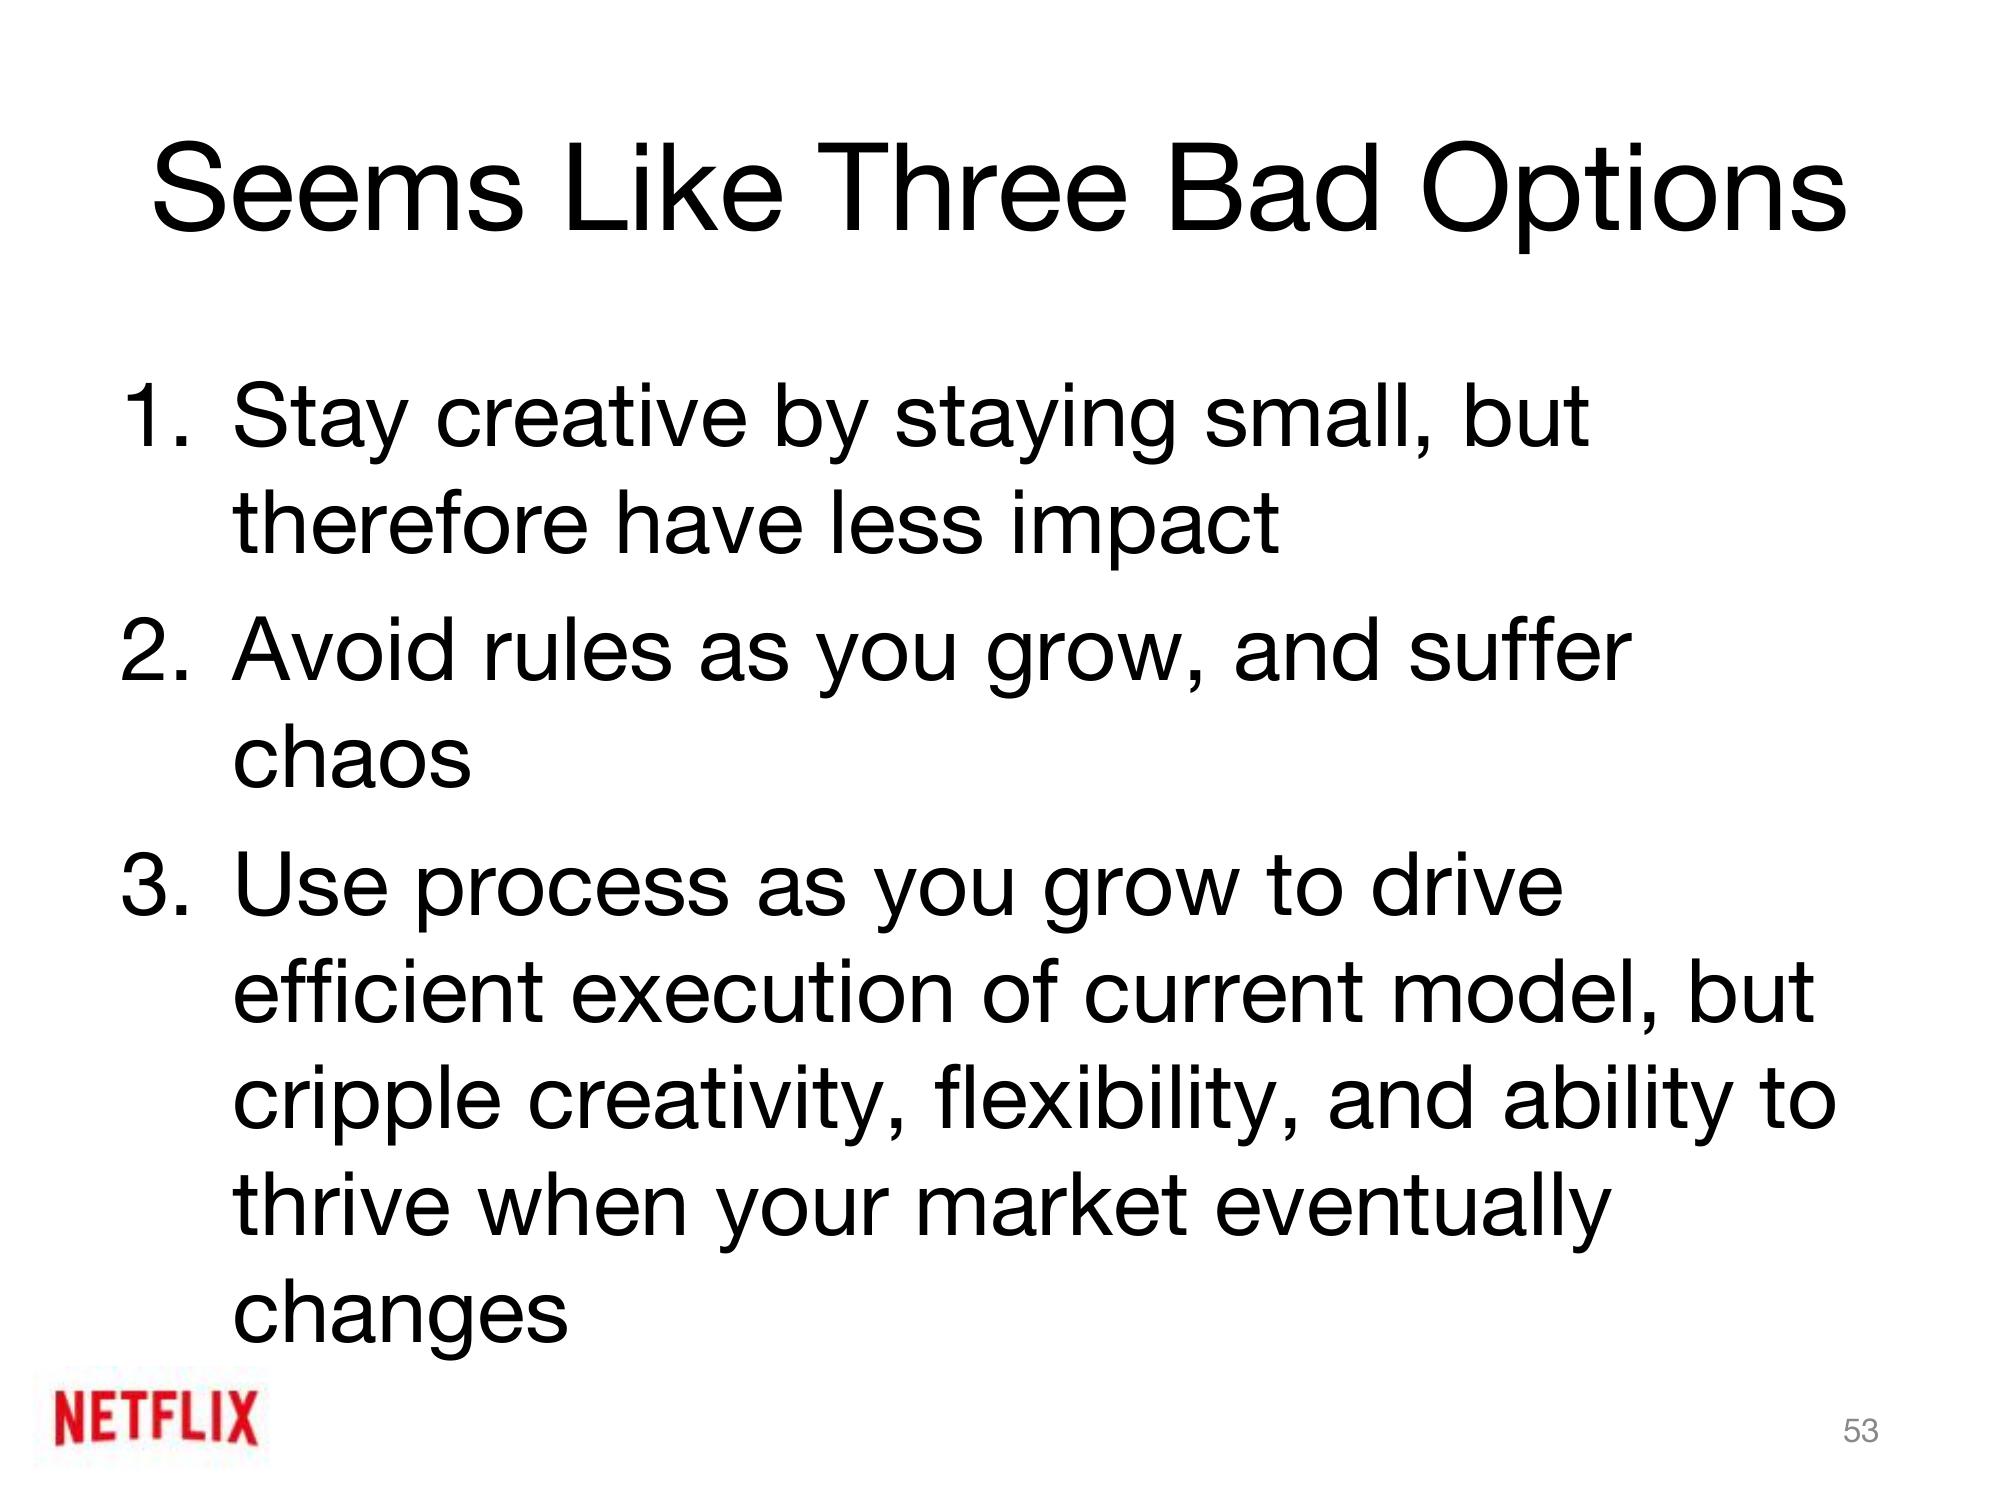 Seems Like Three Bad Options
1. Stay creative by staying small, but
therefore have less impact
2. Avoid rules as you grow, and suffer
chaos
3. Use process as you grow to drive
efficient execution of current model, but
cripple creativity, flexibility, and ability to
thrive when your market eventually
changes
NETFLIX
53